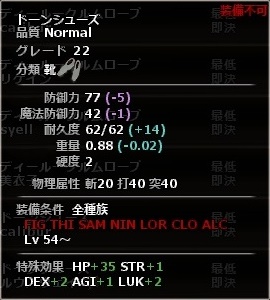 装備不可
ドーンシューズ
品質 Normal
グレード 22
分類 靴
防御力 77 (-5)
魔法防御力 42 (-1)
耐久度 62/62 (+14)
重量 0.88 (-0.02)
硬度 2
物理属性 斬20 打40 突40
装備条件 全種族
FIG THI SAM NIN LOR CLO ALC
Lv 54～
特殊効果 HP+35 STR+1
DEX+2 AGI+1 LUK+2